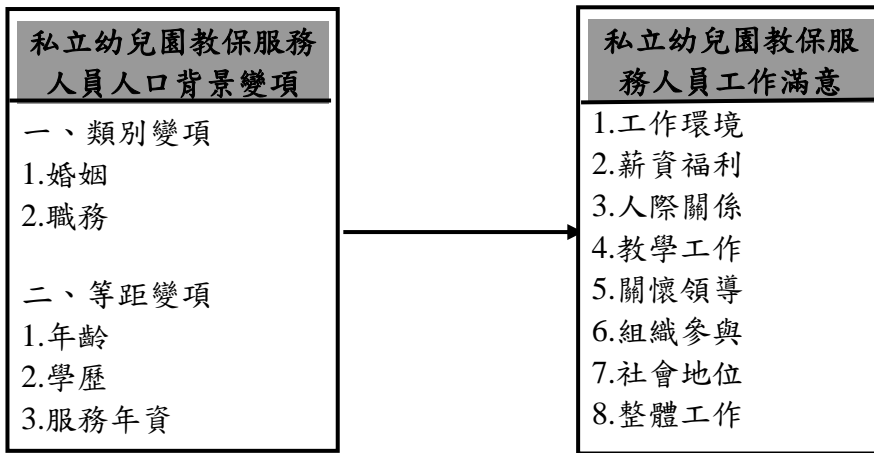 私立幼兒園教保服務
人員人口背景變項
一、類別變項
1.婚姻
2.職務
二、等距變項
1.年齡
2.學歷
3.服務年資
私立幼兒園教保服
務人員工作滿意
1.工作環境
2.薪資福利
3.人際關係
4.教學工作
5.關懷領導
6.組織參與
7.社會地位
8.整體工作